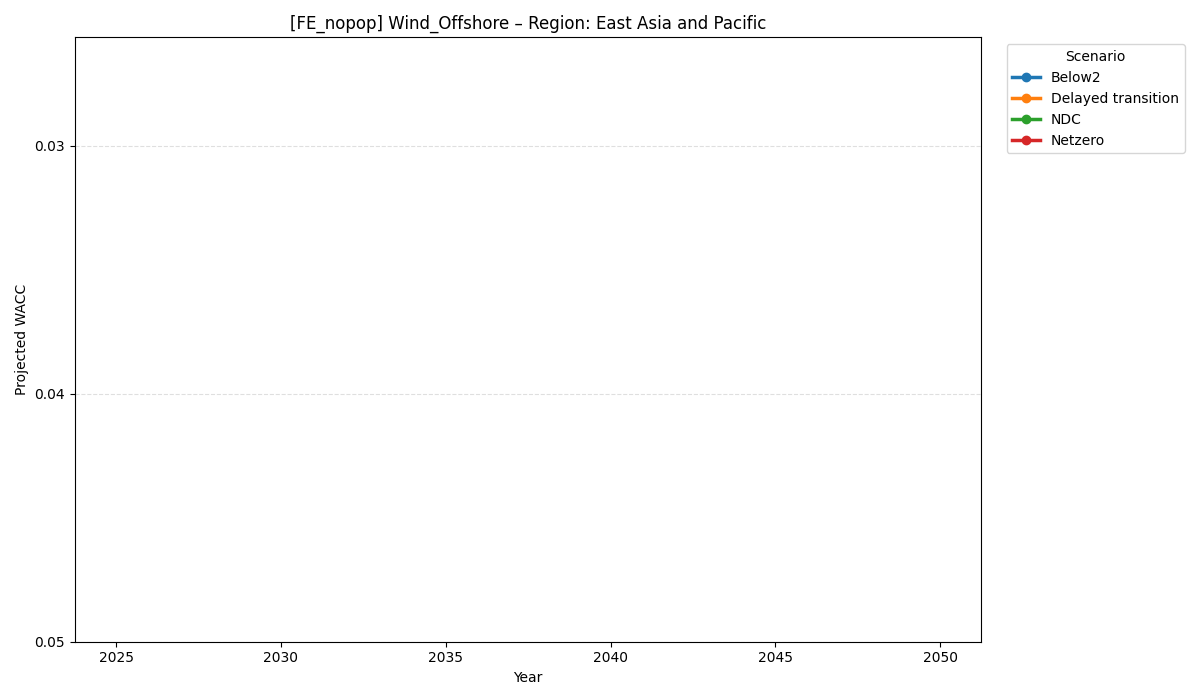 [FE_nopop] Wind_Offshore – Region: East Asia and Pacific
Scenario
Below2
Delayed transition
NDC
Netzero
Projected WACC
0.03
0.04
0.05
2025 2030 2035 2040 2045 2050
Year